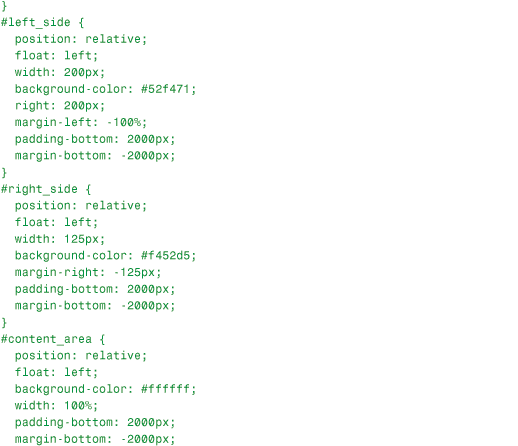 }
#left_side {
  position: relative;
  float: left;
  width: 200px;
  background-color: #52f471;
  right: 200px;
  margin-left: -100%;
  padding-bottom: 2000px;
  margin-bottom: -2000px;
}
#right_side {
  position: relative;
  float: left;
  width: 125px;
  background-color: #f452d5;
  margin-right: -125px;
  padding-bottom: 2000px;
  margin-bottom: -2000px;
}
#content_area {
  position: relative;
  float: left;
  background-color: #ffffff;
  width: 100%;
  padding-bottom: 2000px;
  margin-bottom: -2000px;